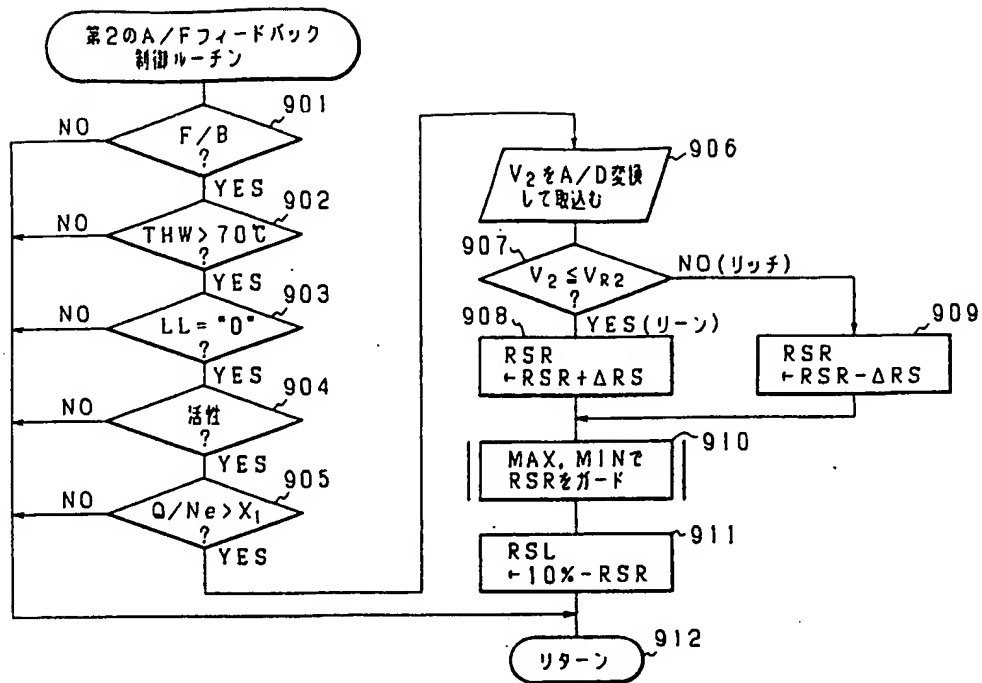 第2のA/Fフィードバック
制御ルーチン
901
NO
F/B
?
YES
902
NO
THW>70℃
?
YES
903
NO
LL="0"
?
YES
904
NO
活性
?
YES
905
NO
Q/Ne>X1
?
YES
906
V2をA/D変換
して取込む
907
V2≦VR2
?
NO(リッチ)
YES(リーン)
908
RSR
←RSR+ΔRS
909
RSR
←RSR-ΔRS
910
MAX,MINで
RSRをガード
911
RSL
←10%-RSR
912
リターン